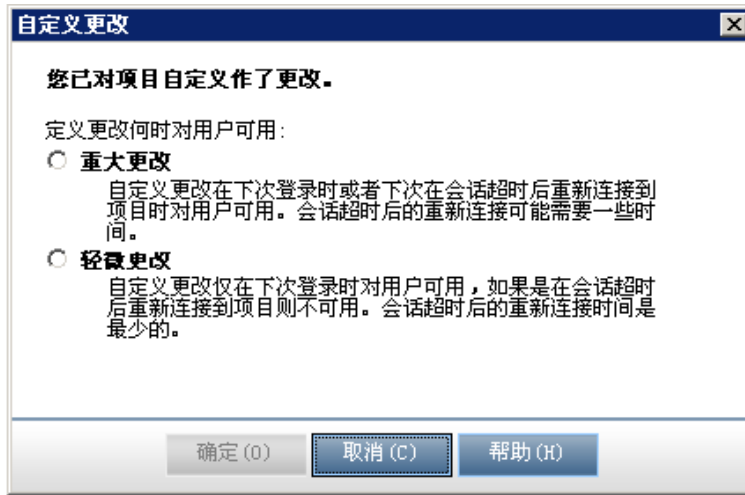 自定义更改
您已对项目自定义作了更改。
定义更改何时对用户可用:
重大更改
自定义更改在下次登录时或者下次在会话超时后重新连接到
项目时对用户可用。会话超时后的重新连接可能需要一些时
间。
轻微更改
自定义更改仅在下次登录时对用户可用，如果是在会话超时
后重新连接到项目则不可用。会话超时后的重新连接时间是
最少的。
确定(O) 取消(C) 帮助(H)